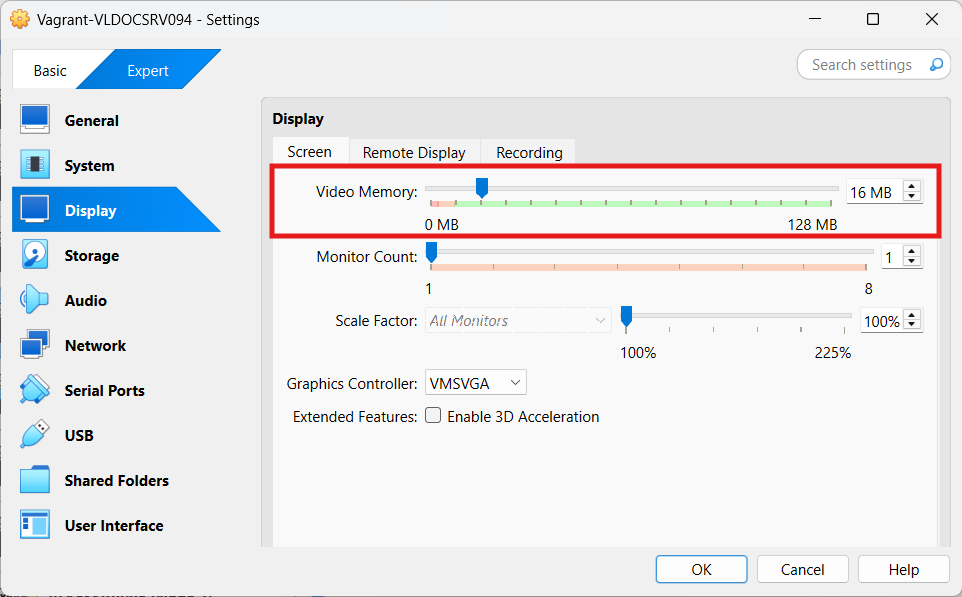 Vagrant-VLDOCSRV094 - Settings
Basic
Expert
Search settings
General
System
Display
Storage
Audio
Network
Serial Ports
USB
Shared Folders
User Interface
Display
Screen
Remote Display
Recording
Video Memory:
16 MB
0 MB
128 MB
Monitor Count:
1
1
8
Scale Factor:
All Monitors
100%
100%
225%
Graphics Controller:
VMSVGA
Extended Features:
Enable 3D Acceleration
OK
Cancel
Help